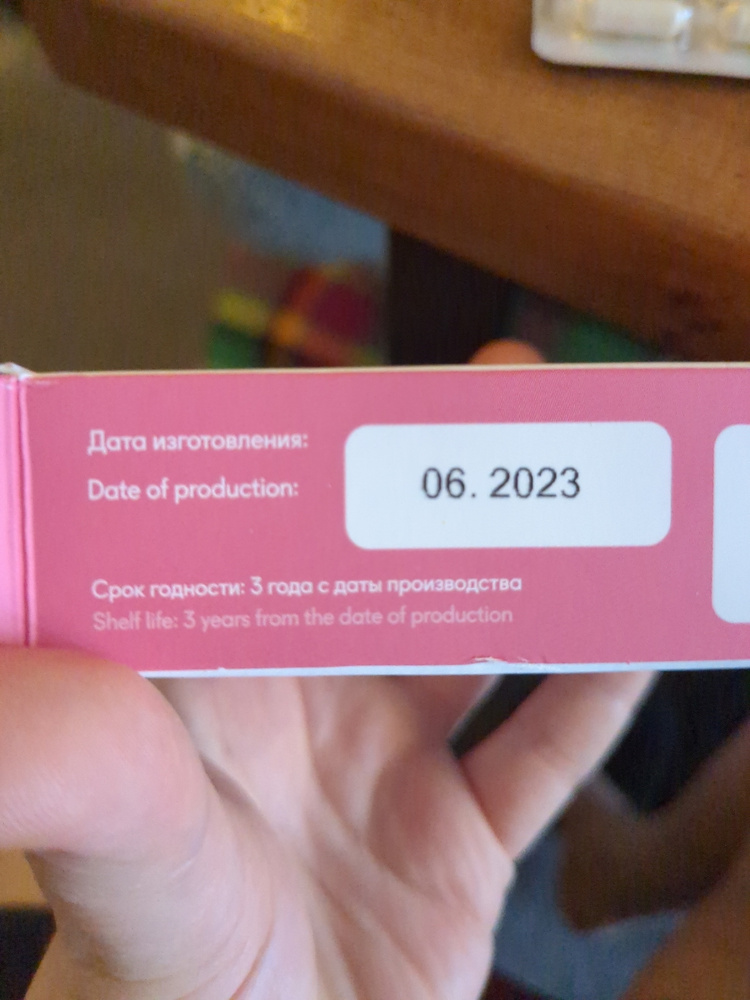 Дата изготовления:
Date of production:
06. 2023
Срок годности: 3 года с даты производства
Shelf life: 3 years from the date of production